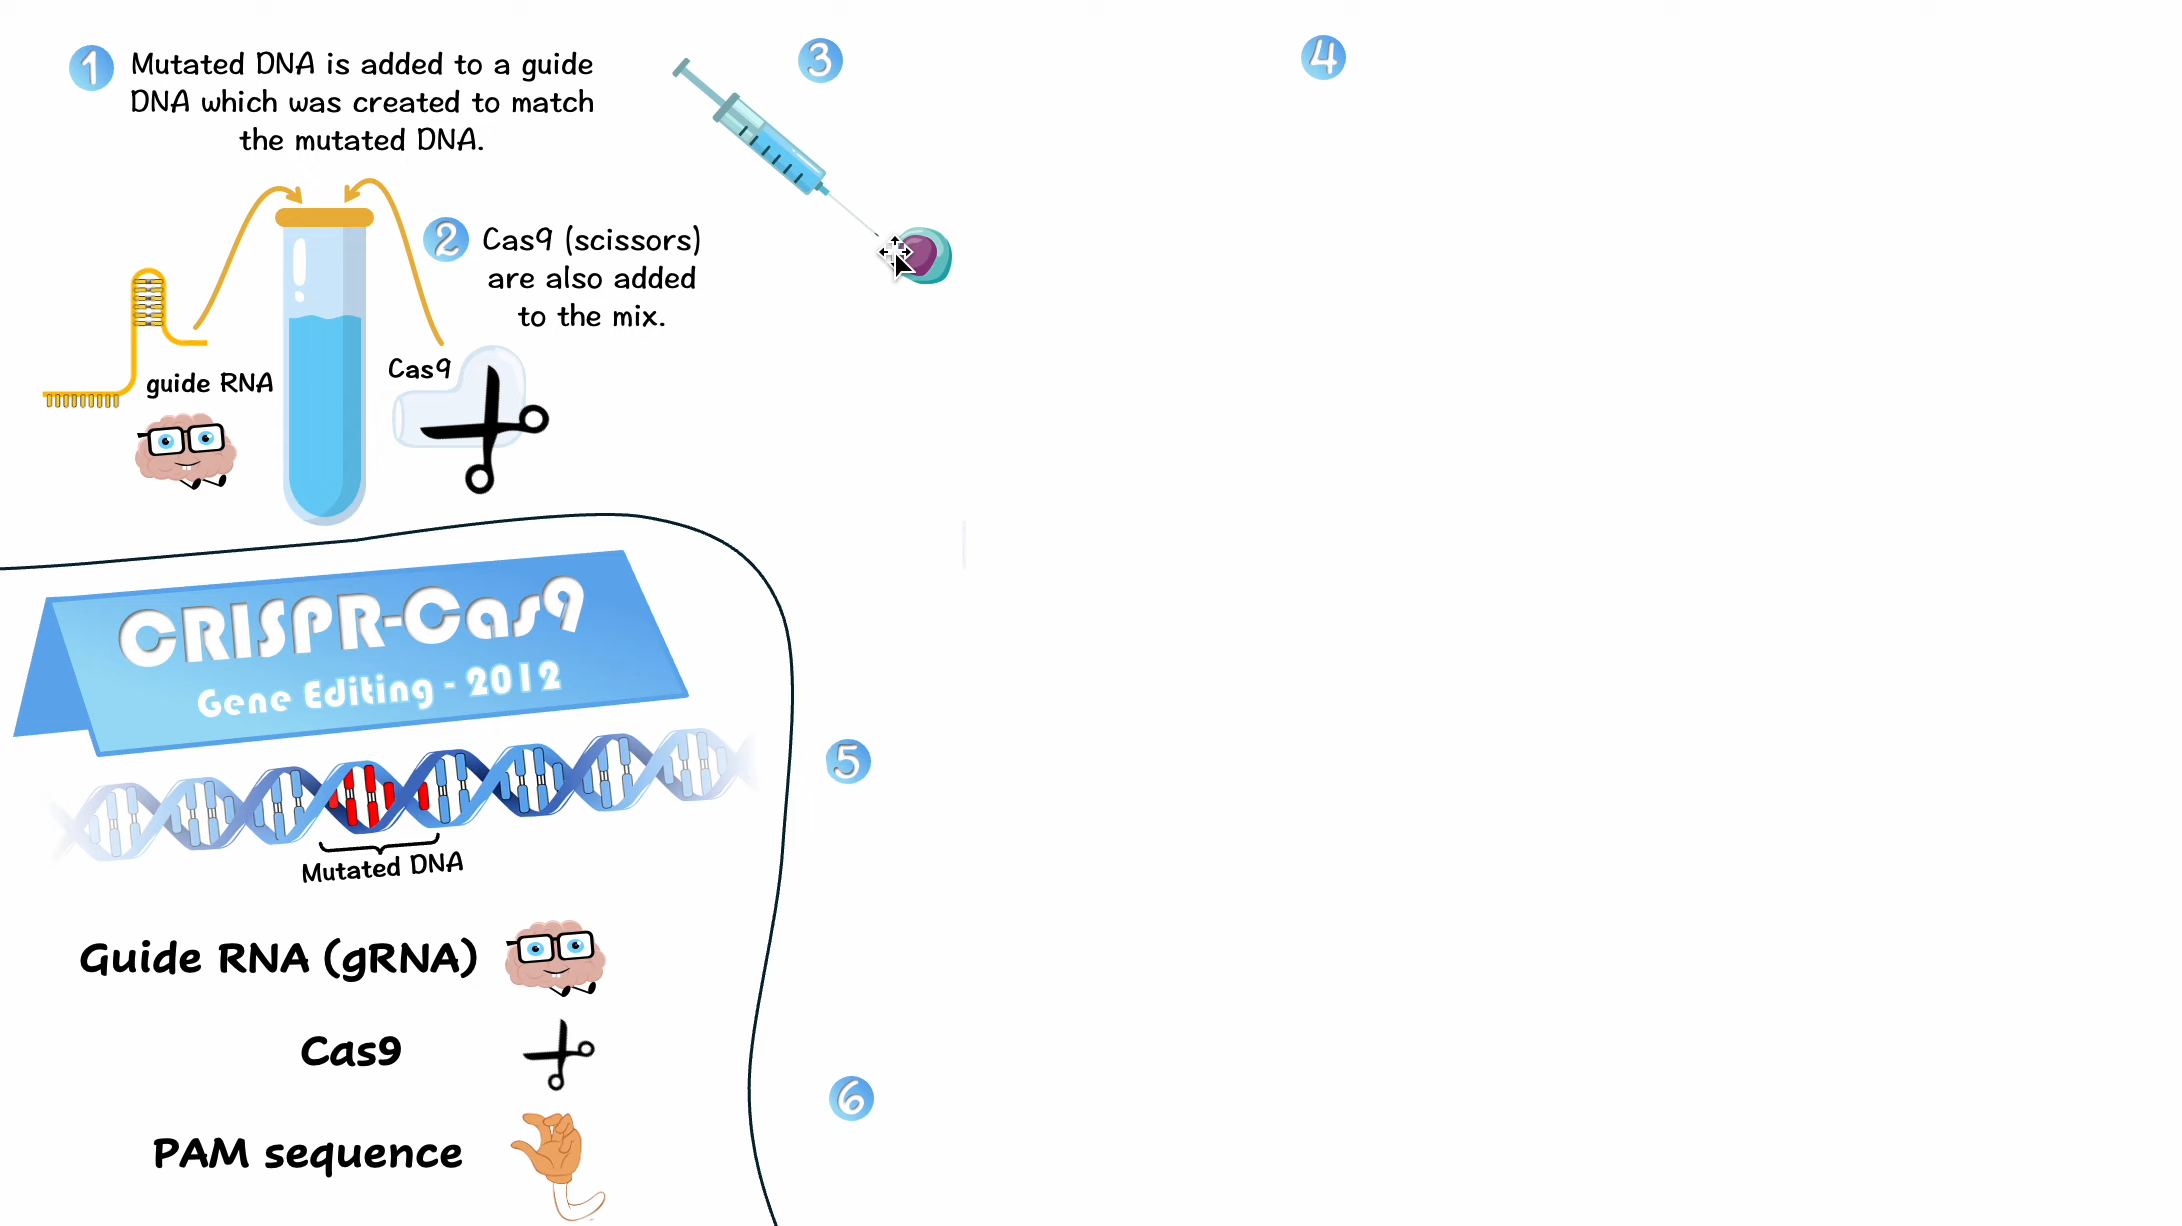 1
Mutated DNA is added to a guide
DNA which was created to match
the mutated DNA.
2
Cas9 (scissors)
are also added
to the mix.
guide RNA
Cas9
3
4
CRISPR-Cas9
Gene Editing - 2012
Mutated DNA
Guide RNA (gRNA)
Cas9
PAM sequence
5
6